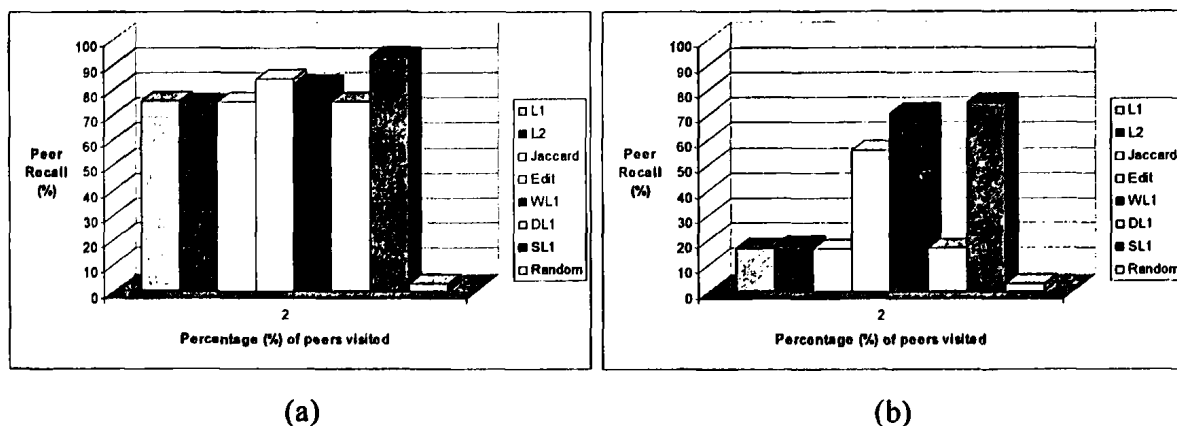 100
90
80
70
60
50
40
30
20
10
0
Peer
Recall
(%)
2
Percentage (%) of peers visited
L1
L2
Jaccard
Edit
WL1
DL1
SL1
Random
(a)
100
90
80
70
60
50
40
30
20
10
0
Peer
Recall
(%)
2
Percentage (%) of peers visited
L1
L2
Jaccard
Edit
WL1
DL1
SL1
Random
(b)